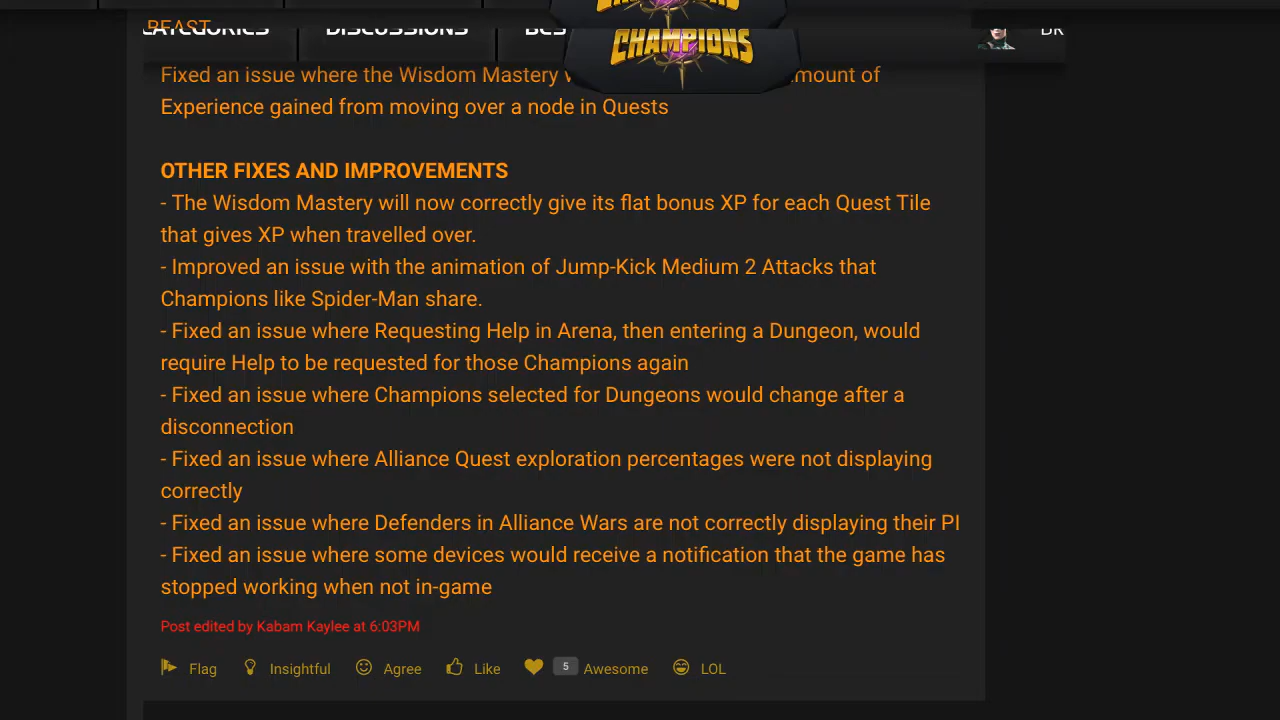 BEAST
CATEGORIES DISCUSSIONS CHAMPIONS
Fixed an issue where the Wisdom Mastery amount of
Experience gained from moving over a node in Quests
OTHER FIXES AND IMPROVEMENTS
- The Wisdom Mastery will now correctly give its flat bonus XP for each Quest Tile
that gives XP when travelled over.
- Improved an issue with the animation of Jump-Kick Medium 2 Attacks that
Champions like Spider-Man share.
- Fixed an issue where Requesting Help in Arena, then entering a Dungeon, would
require Help to be requested for those Champions again
- Fixed an issue where Champions selected for Dungeons would change after a
disconnection
- Fixed an issue where Alliance Quest exploration percentages were not displaying
correctly
- Fixed an issue where Defenders in Alliance Wars are not correctly displaying their PI
- Fixed an issue where some devices would receive a notification that the game has
stopped working when not in-game
Post edited by Kabam Kaylee at 6:03PM
Flag Insightful Agree Like 5 Awesome LOL